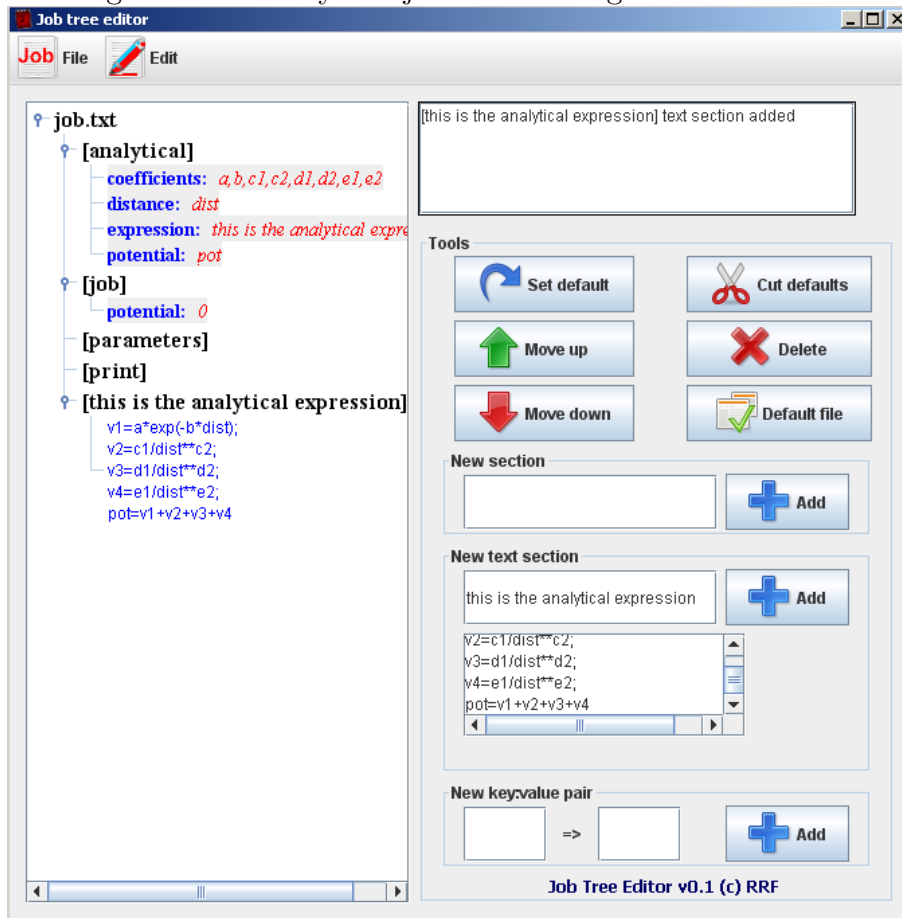 Job tree editor
Job File Edit
job.txt
[analytical]
coefficients: a,b,c1,c2,d1,d2,e1,e2
distance: dist
expression: this is the analytical expre
potential: pot
[job]
potential: 0
[parameters]
[print]
[this is the analytical expression]
v1=a*exp(-b*dist);
v2=c1/dist**c2;
v3=d1/dist**d2;
v4=e1/dist**e2;
pot=v1+v2+v3+v4
[this is the analytical expression] text section added
Tools
Set default
Cut defaults
Move up
Delete
Move down
Default file
New section
Add
New text section
this is the analytical expression
Add
v2=c1/dist**c2;
v3=d1/dist**d2;
v4=e1/dist**e2;
pot=v1+v2+v3+v4
New key:value pair
=>
Add
Job Tree Editor v0.1 (c) RRF